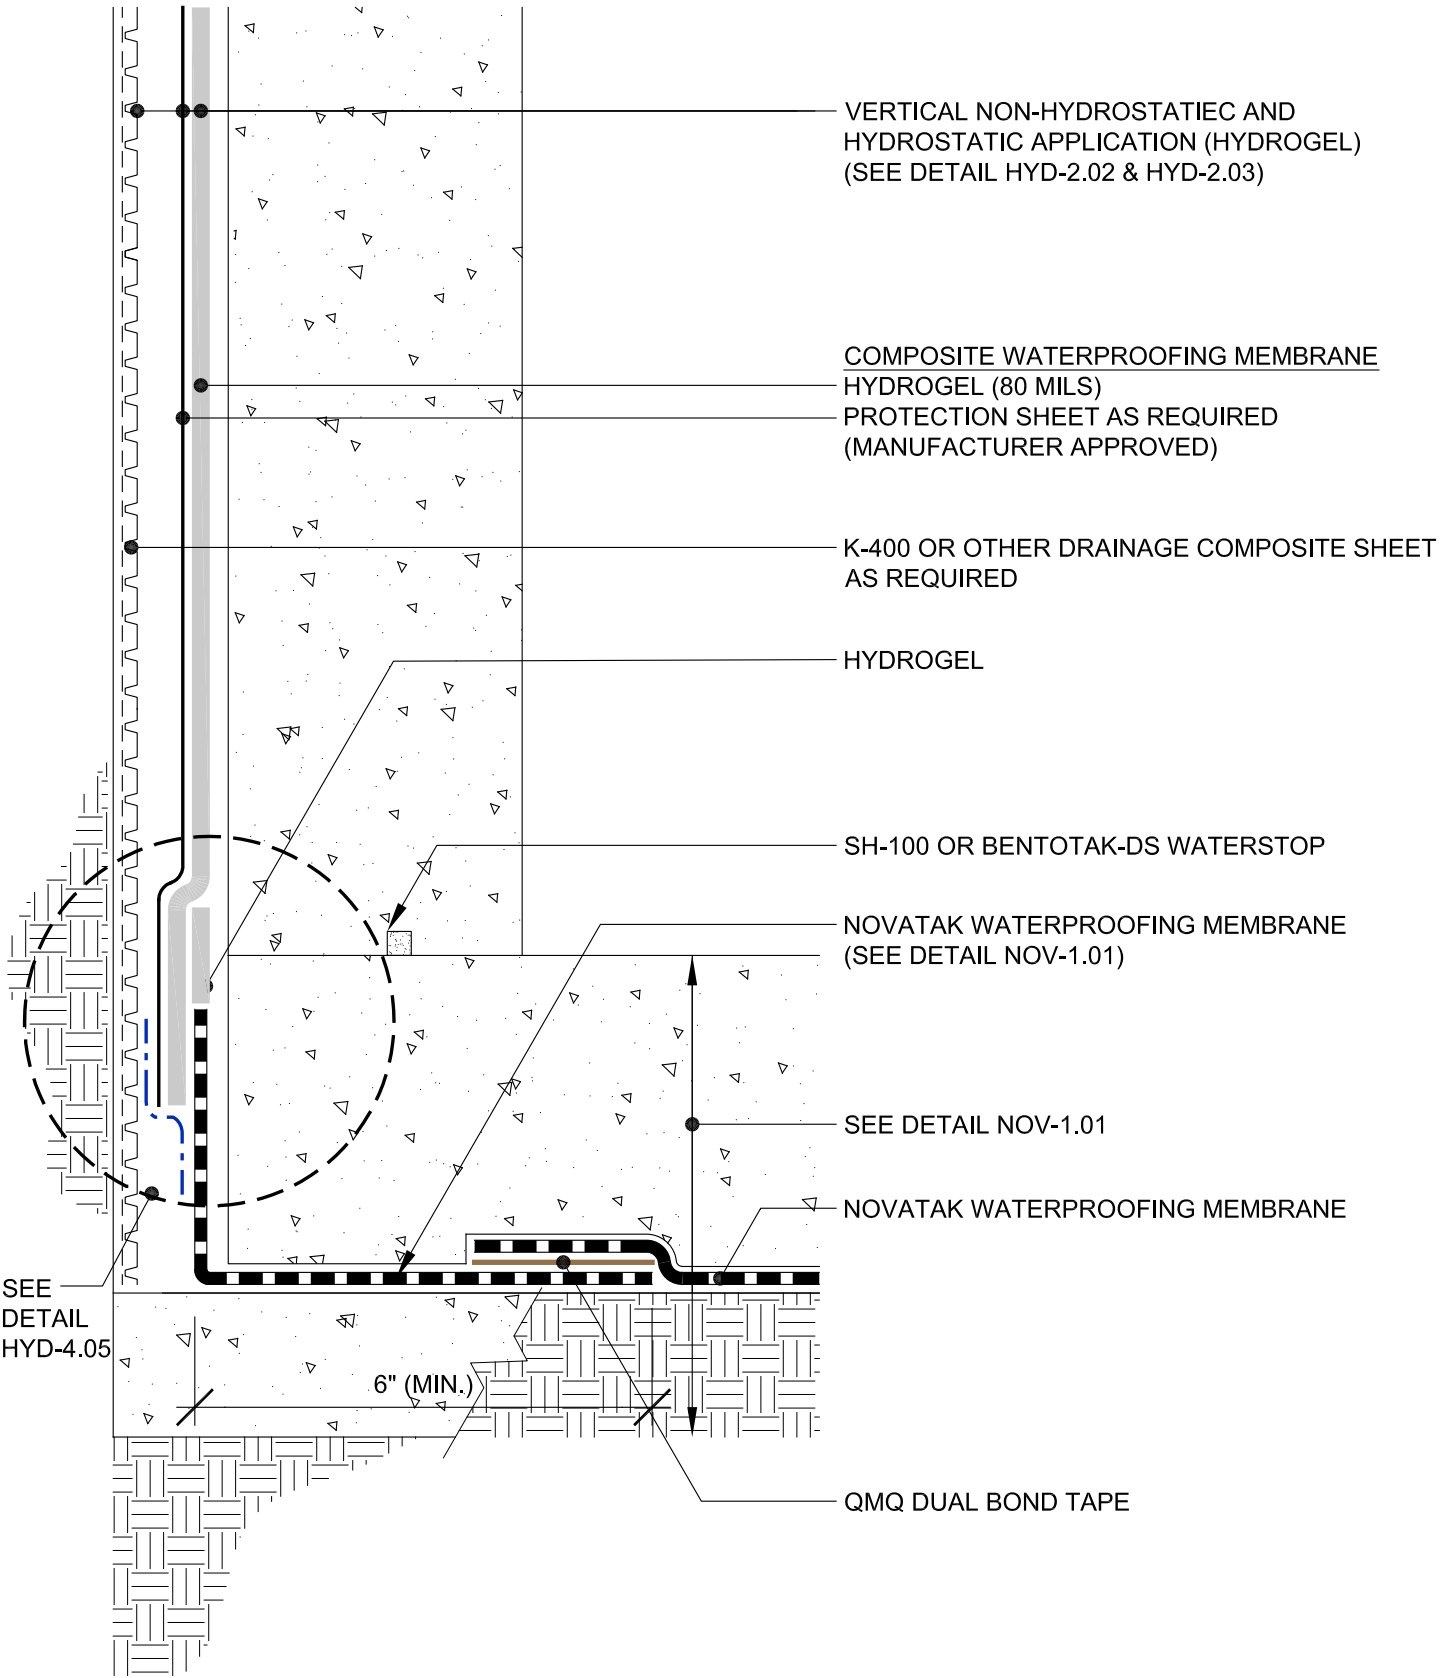 VERTICAL NON-HYDROSTATIEC AND
HYDROSTATIC APPLICATION (HYDROGEL)
(SEE DETAIL HYD-2.02 & HYD-2.03)
COMPOSITE WATERPROOFING MEMBRANE
HYDROGEL (80 MILS)
PROTECTION SHEET AS REQUIRED
(MANUFACTURER APPROVED)
K-400 OR OTHER DRAINAGE COMPOSITE SHEET
AS REQUIRED
HYDROGEL
SH-100 OR BENTOTAK-DS WATERSTOP
NOVATAK WATERPROOFING MEMBRANE
(SEE DETAIL NOV-1.01)
SEE DETAIL NOV-1.01
NOVATAK WATERPROOFING MEMBRANE
SEE
DETAIL
HYD-4.05
6" (MIN.)
QMQ DUAL BOND TAPE